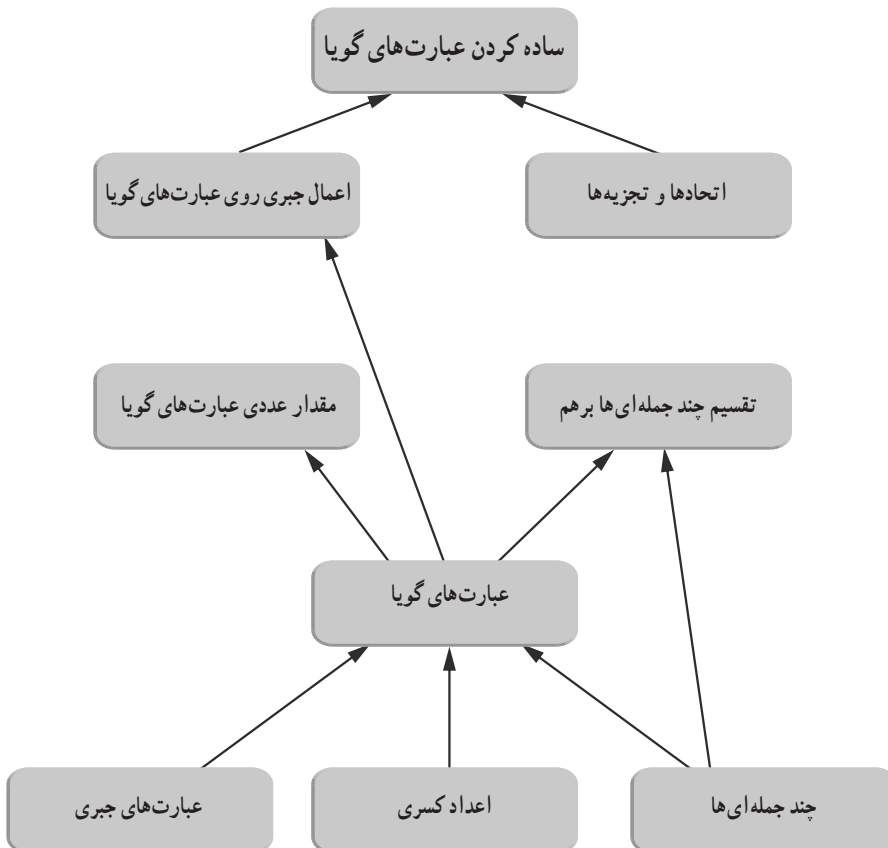 ساده کردن عبارت‌های گویا
اتحادها و تجزیه‌ها
اعمال جبری روی عبارت‌های گویا
تقسیم چند جمله‌ای‌ها برهم
مقدار عددی عبارت‌های گویا
عبارت‌های گویا
چند جمله‌ای‌ها
اعداد کسری
عبارت‌های جبری